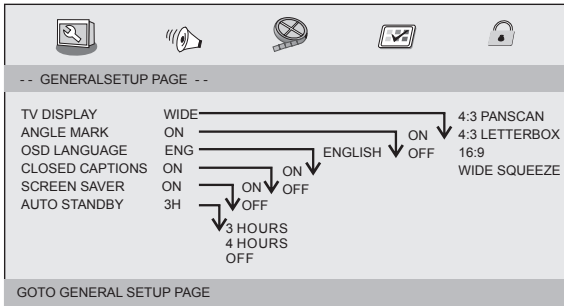 - - GENERALSETUP PAGE - -
TV DISPLAY WIDE 4:3 PANSCAN
ANGLE MARK ON ON 4:3 LETTERBOX
OSD LANGUAGE ENG ENGLISH OFF 16:9
CLOSED CAPTIONS ON ON WIDE SQUEEZE
SCREEN SAVER ON ON OFF
AUTO STANDBY 3H OFF
3 HOURS
4 HOURS
OFF
GOTO GENERAL SETUP PAGE